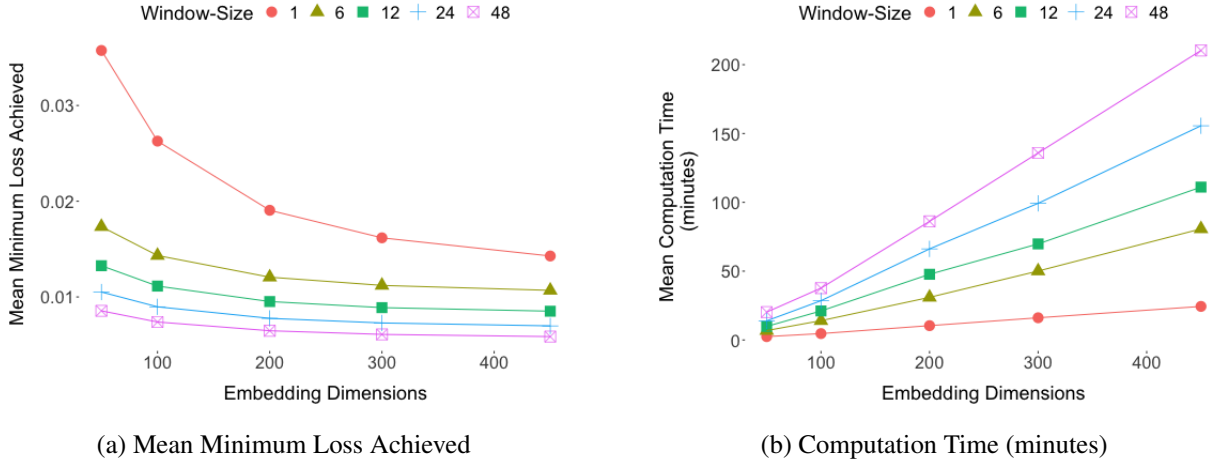 Window-Size 1 6 12 24 48
Mean Minimum Loss Achieved
0.03
0.02
0.01
100 200 300 400
Embedding Dimensions
(a) Mean Minimum Loss Achieved
Window-Size 1 6 12 24 48
Mean Computation Time
(minutes)
200
150
100
50
0
100 200 300 400
Embedding Dimensions
(b) Computation Time (minutes)